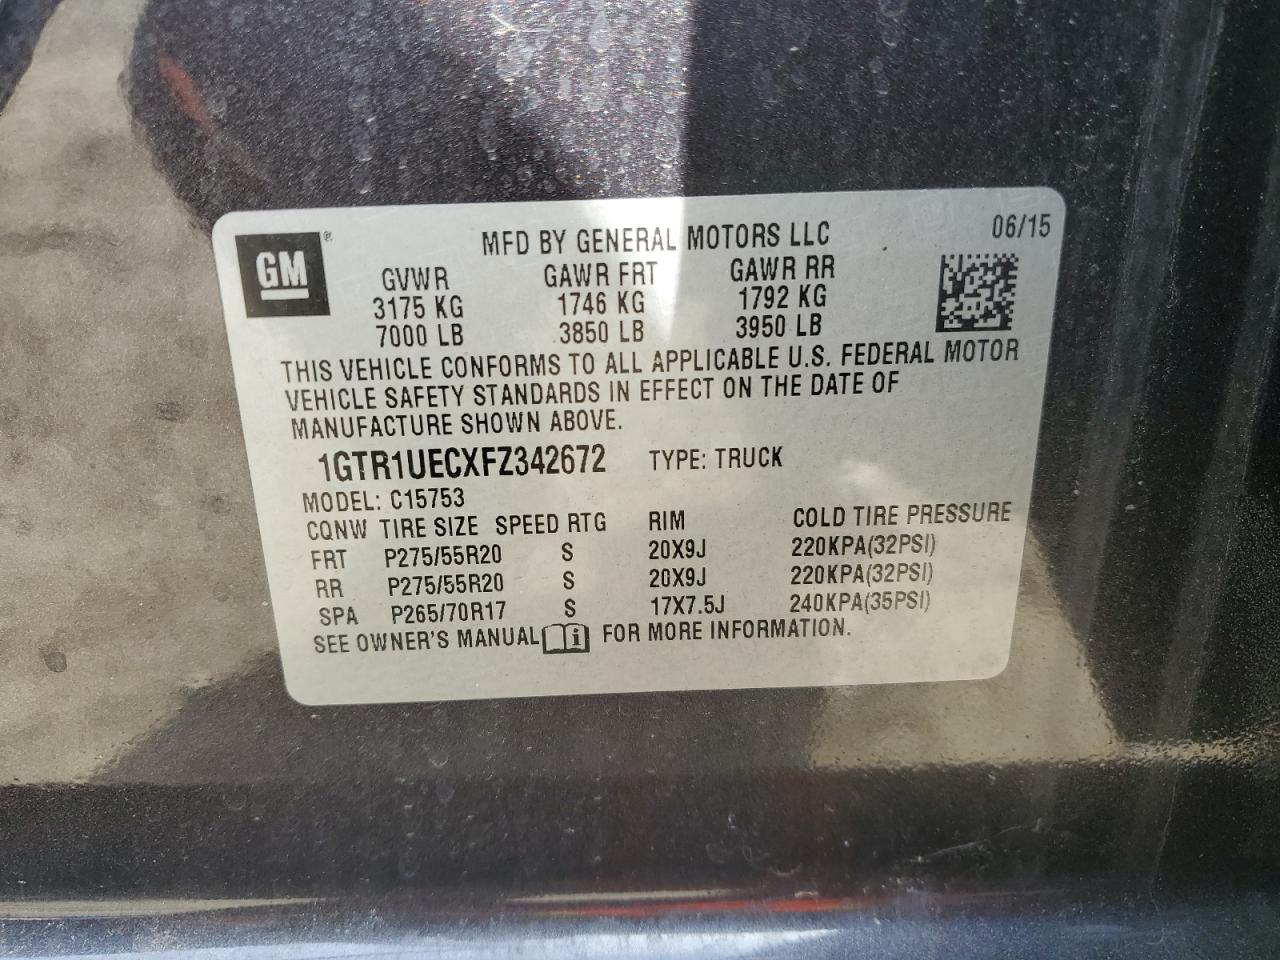 GM ®
MFD BY GENERAL MOTORS LLC 06/15
GVWR GAWR FRT GAWR RR
3175 KG 1746 KG 1792 KG
7000 LB 3850 LB 3950 LB
THIS VEHICLE CONFORMS TO ALL APPLICABLE U.S. FEDERAL MOTOR
VEHICLE SAFETY STANDARDS IN EFFECT ON THE DATE OF
MANUFACTURE SHOWN ABOVE.
1GTR1UECXFZ342672 TYPE: TRUCK
MODEL: C15753
CQNW TIRE SIZE SPEED RTG RIM COLD TIRE PRESSURE
FRT P275/55R20 S 20X9J 220KPA(32PSI)
RR P275/55R20 S 20X9J 220KPA(32PSI)
SPA P265/70R17 S 17X7.5J 240KPA(35PSI)
SEE OWNER'S MANUAL i FOR MORE INFORMATION.